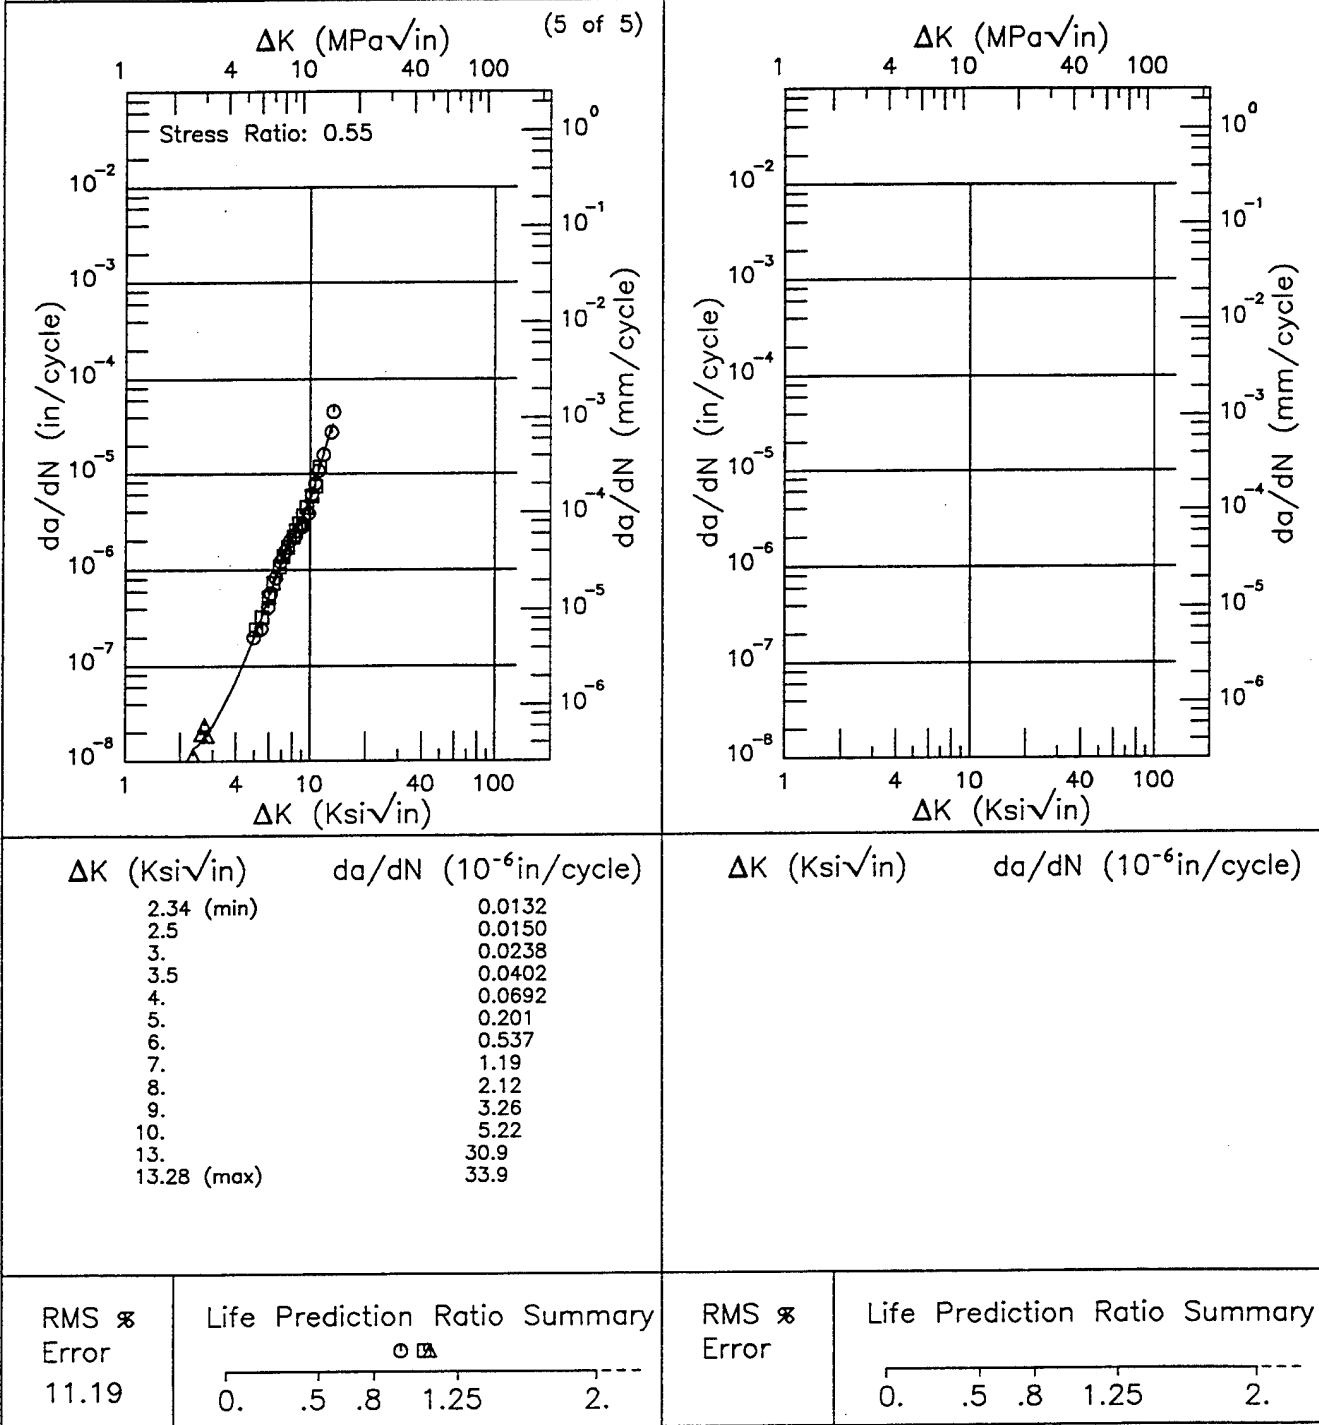 (5 of 5)
ΔK (MPa√in)
1 4 10 40 100
Stress Ratio: 0.55
10⁰
10⁻²
10⁻¹
10⁻³
10⁻²
10⁻⁴
10⁻³
10⁻⁵
10⁻⁴
10⁻⁶
10⁻⁵
10⁻⁷
10⁻⁶
10⁻⁸
da/dN (in/cycle)
da/dN (mm/cycle)
1 4 10 40 100
ΔK (Ksi√in)
ΔK (MPa√in)
1 4 10 40 100
10⁰
10⁻²
10⁻¹
10⁻³
10⁻²
10⁻⁴
10⁻³
10⁻⁵
10⁻⁴
10⁻⁶
10⁻⁵
10⁻⁷
10⁻⁶
10⁻⁸
da/dN (in/cycle)
da/dN (mm/cycle)
1 4 10 40 100
ΔK (Ksi√in)
ΔK (Ksi√in) da/dN (10⁻⁶in/cycle)
2.34 (min) 0.0132
2.5 0.0150
3. 0.0238
3.5 0.0402
4. 0.0692
5. 0.201
6. 0.537
7. 1.19
8. 2.12
9. 3.26
10. 5.22
13. 30.9
13.28 (max) 33.9
ΔK (Ksi√in) da/dN (10⁻⁶in/cycle)
RMS %
Error
11.19
Life Prediction Ratio Summary
0. .5 .8 1.25 2.
RMS %
Error
Life Prediction Ratio Summary
0. .5 .8 1.25 2.